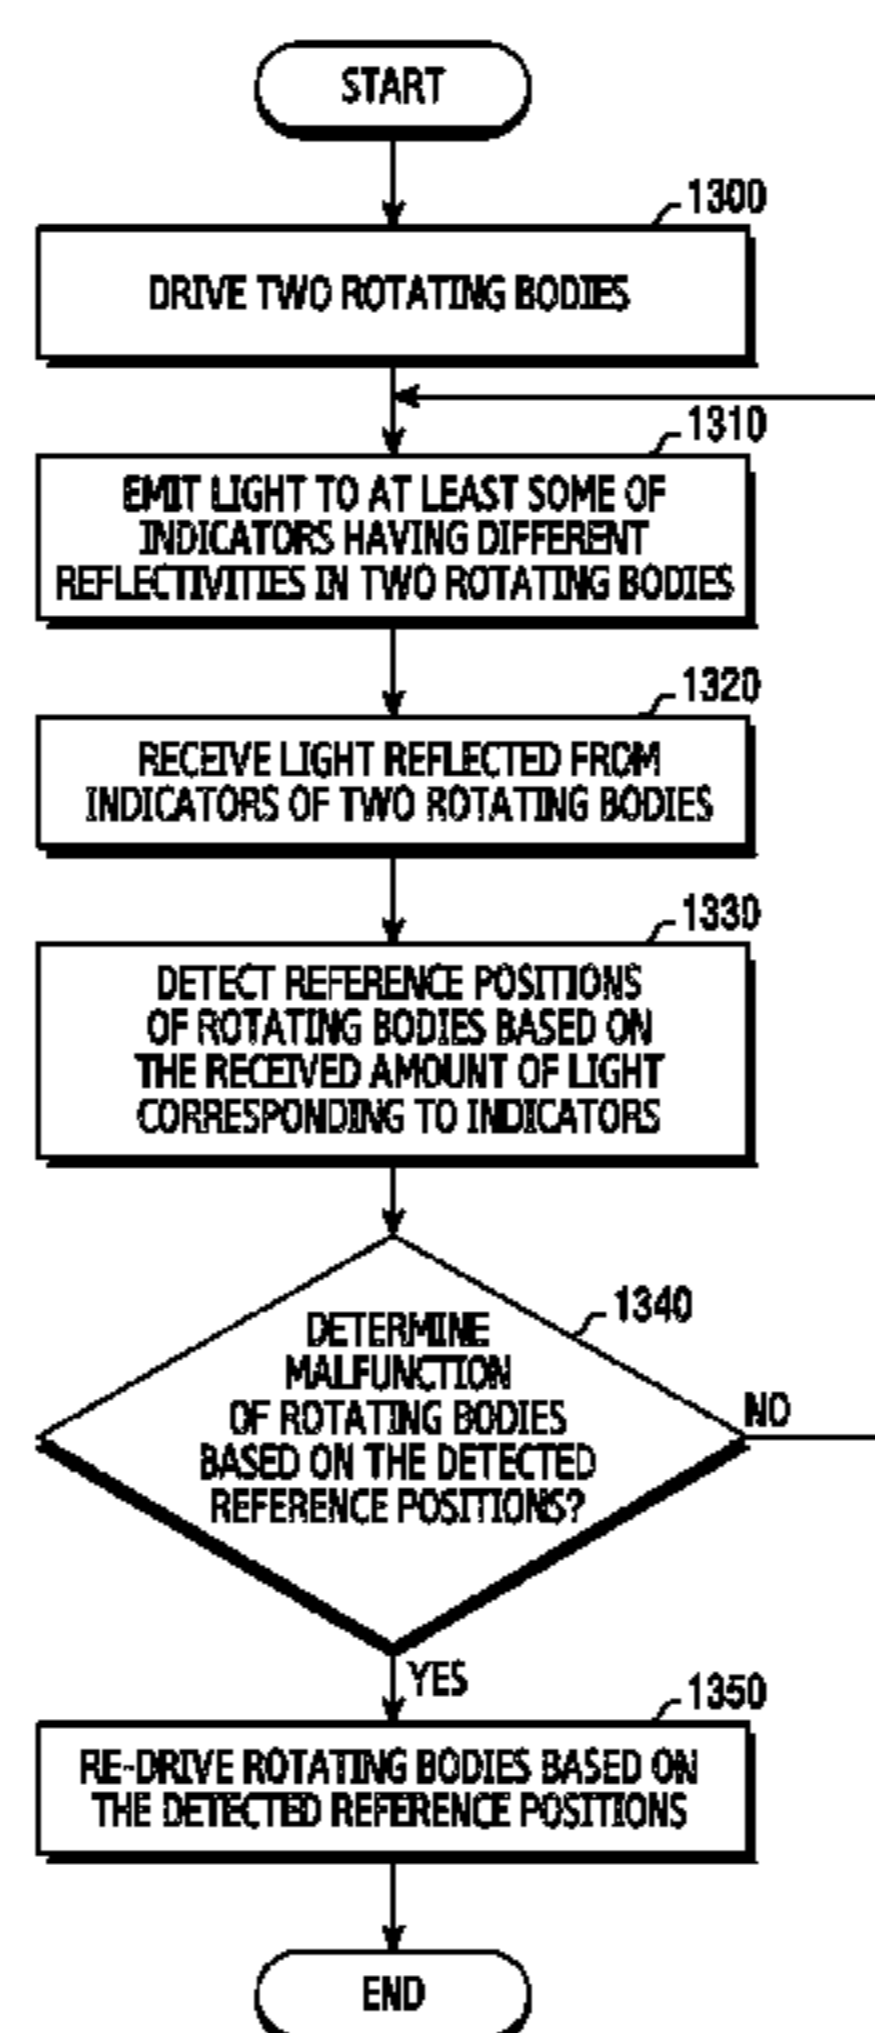 START
1300
DRIVE TWO ROTATING BODIES
1310
EMIT LIGHT TO AT LEAST SOME OF
INDICATORS HAVING DIFFERENT
REFLECTIVITIES IN TWO ROTATING BODIES
1320
RECEIVE LIGHT REFLECTED FROM
INDICATORS OF TWO ROTATING BODIES
1330
DETECT REFERENCE POSITIONS
OF ROTATING BODIES BASED ON
THE RECEIVED AMOUNT OF LIGHT
CORRESPONDING TO INDICATORS
1340
DETERMINE
MALFUNCTION
OF ROTATING BODIES
BASED ON THE DETECTED
REFERENCE POSITIONS?
NO
YES
1350
RE-DRIVE ROTATING BODIES BASED ON
THE DETECTED REFERENCE POSITIONS
END